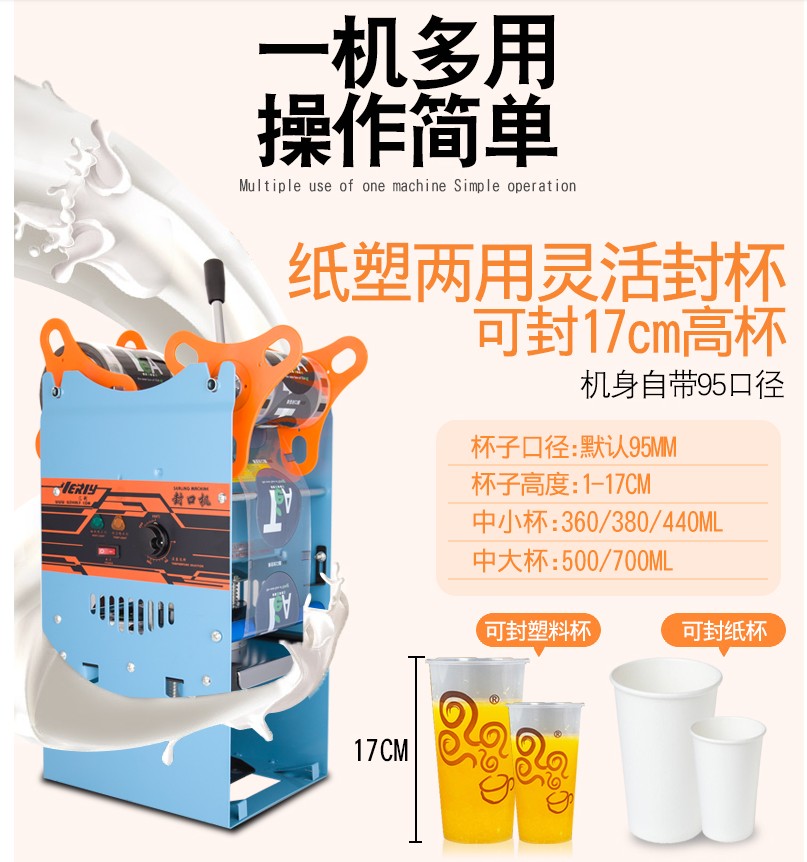 一机多用
操作简单
Multiple use of one machine Simple operation
纸塑两用灵活封杯
可封17cm高杯
机身自带95口径
杯子口径:默认95MM
杯子高度:1-17CM
中小杯:360/380/440ML
中大杯:500/700ML
可封塑料杯
可封纸杯
17CM
SEALING MACHINE
封口机
®
®